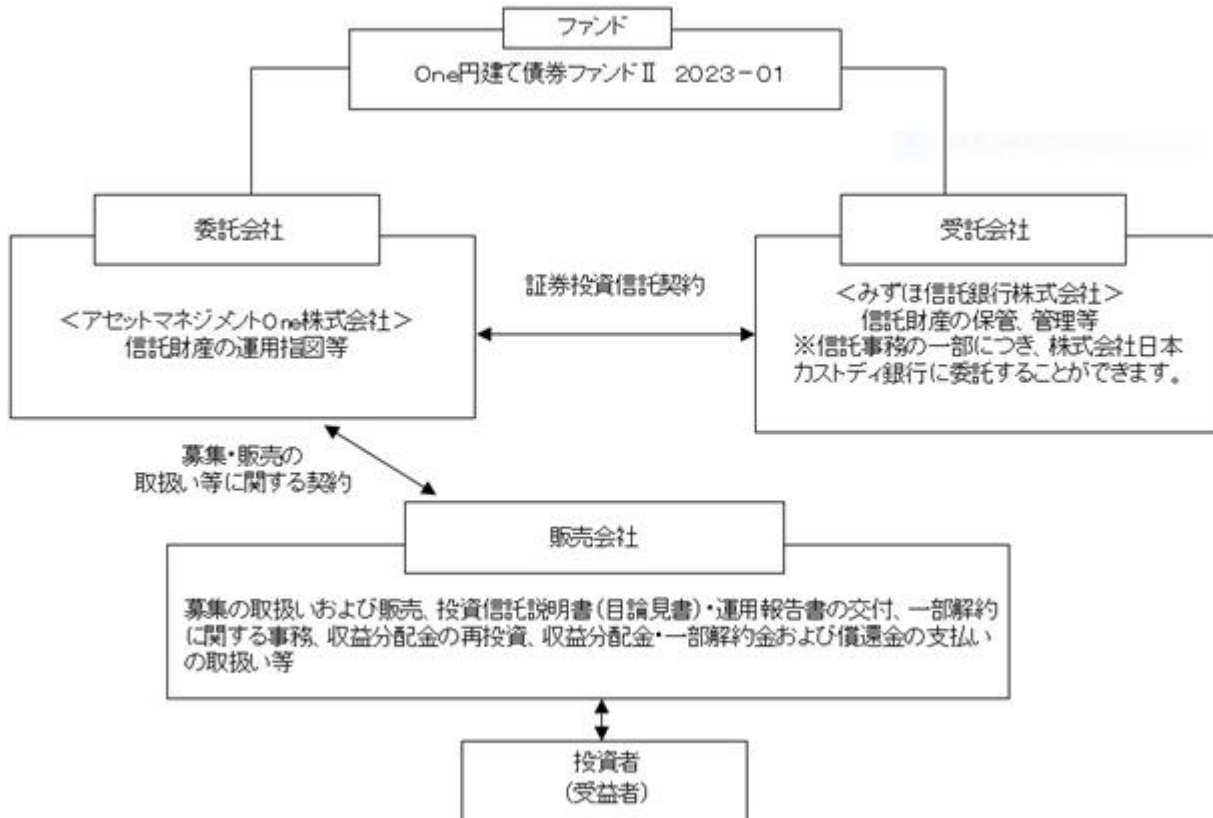 ファンド
One円建て債券ファンドⅡ 2023-01
委託会社
<アセットマネジメントOne株式会社>
信託財産の運用指図等
証券投資信託契約
受託会社
<みずほ信託銀行株式会社>
信託財産の保管、管理等
※信託事務の一部につき、株式会社日本
カストディ銀行に委託することができます。
募集・販売の
取扱い等に関する契約
販売会社
募集の取扱いおよび販売、投資信託説明書(目論見書)・運用報告書の交付、一部解約
に関する事務、収益分配金の再投資、収益分配金・一部解約金および償還金の支払い
の取扱い等
投資者
(受益者)